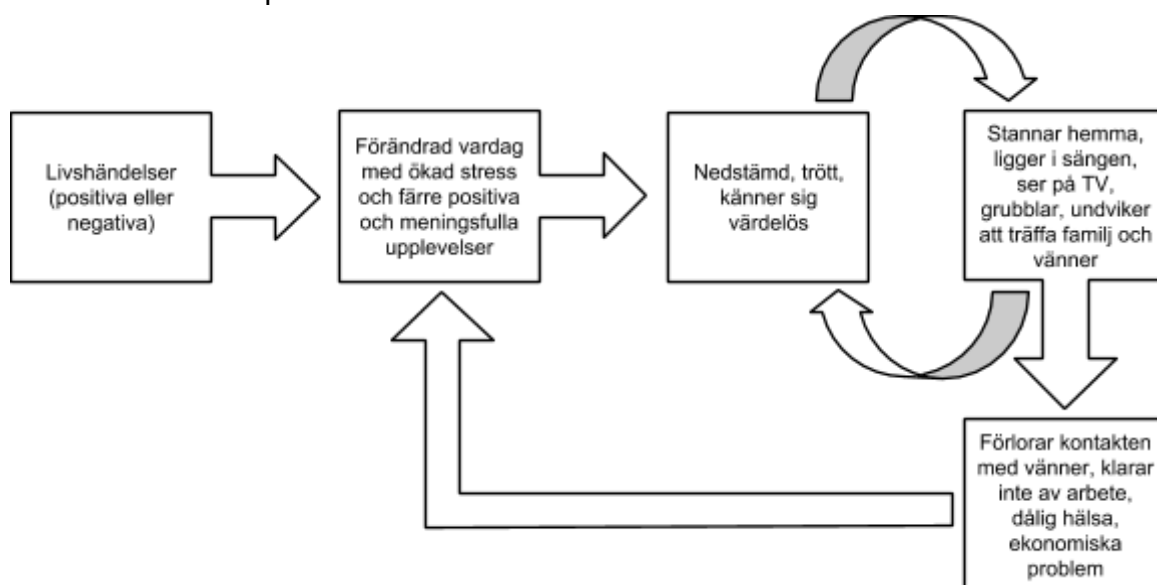 Livshändelser
(positiva eller
negativa)
Förändrad vardag
med ökad stress
och färre positiva
och meningsfulla
upplevelser
Nedstämd, trött,
känner sig
värdelös
Stannar hemma,
ligger i sängen,
ser på TV,
grubblar, undviker
att träffa familj och
vänner
Förlorar kontakten
med vänner, klarar
inte av arbete,
dålig hälsa,
ekonomiska
problem